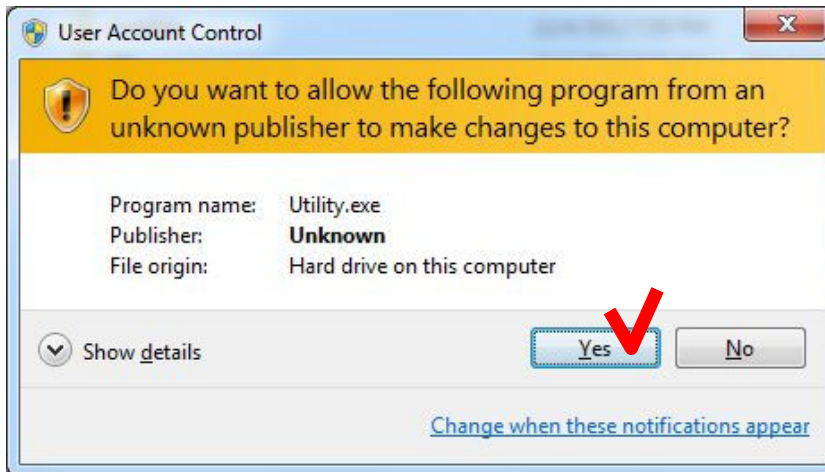 User Account Control
Do you want to allow the following program from an
unknown publisher to make changes to this computer?
Program name: Utility.exe
Publisher: Unknown
File origin: Hard drive on this computer
Show details
Yes
No
Change when these notifications appear